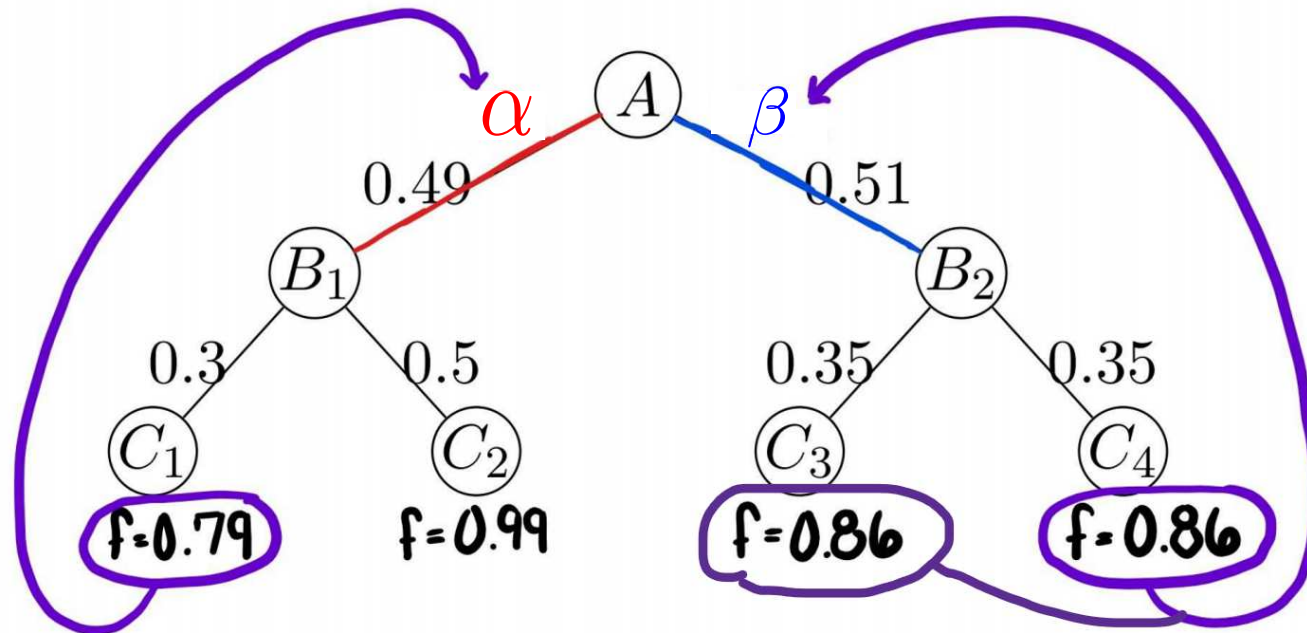 α A β
0.49 0.51
B₁ B₂
0.3 0.5 0.35 0.35
C₁ C₂ C₃ C₄
f=0.79 f=0.99 f=0.86 f=0.86